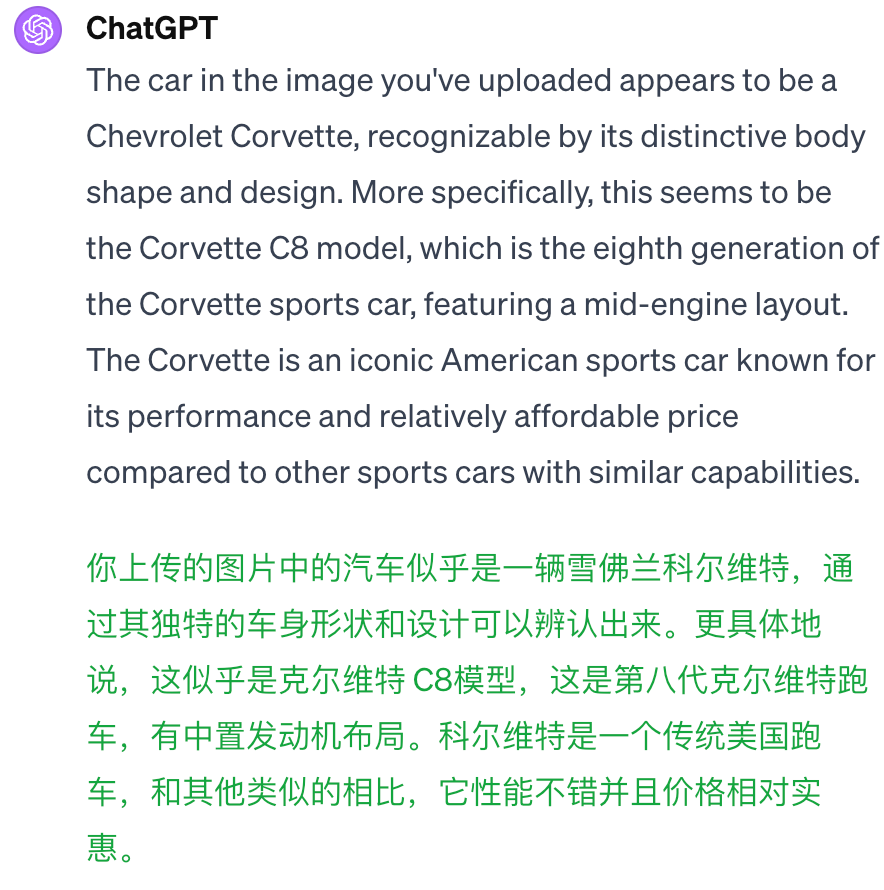 ChatGPT
The car in the image you've uploaded appears to be a
Chevrolet Corvette, recognizable by its distinctive body
shape and design. More specifically, this seems to be
the Corvette C8 model, which is the eighth generation of
the Corvette sports car, featuring a mid-engine layout.
The Corvette is an iconic American sports car known for
its performance and relatively affordable price
compared to other sports cars with similar capabilities.
你上传的图片中的汽车似乎是一辆雪佛兰科尔维特，通
过其独特的车身形状和设计可以辨认出来。更具体地
说，这似乎是克尔维特 C8模型，这是第八代克尔维特跑
车，有中置发动机布局。科尔维特是一个传统美国跑
车，和其他类似的相比，它性能不错并且价格相对实
惠。